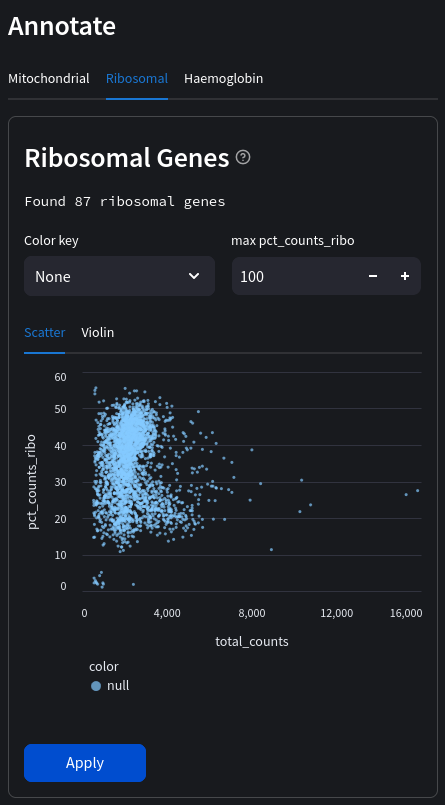 Annotate
Mitochondrial Ribosomal Haemoglobin
Ribosomal Genes ?
Found 87 ribosomal genes
Color key max pct_counts_ribo
None 100 − +
Scatter Violin
60
50
40
30
20
10
0
pct_counts_ribo
0 4,000 8,000 12,000 16,000
total_counts
color
null
Apply